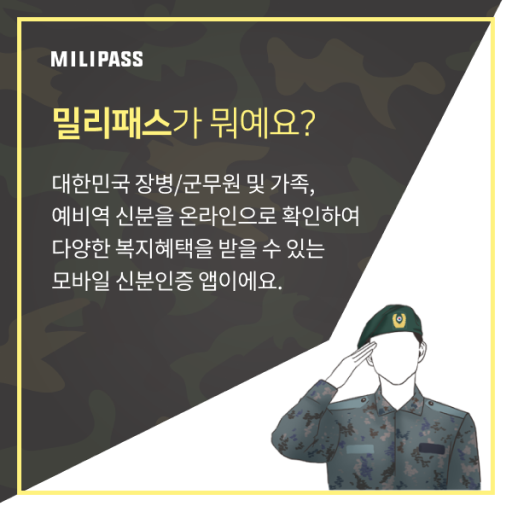 MILIPASS
밀리패스가 뭐예요?
대한민국 장병/군무원 및 가족,
예비역 신분을 온라인으로 확인하여
다양한 복지혜택을 받을 수 있는
모바일 신분인증 앱이에요.